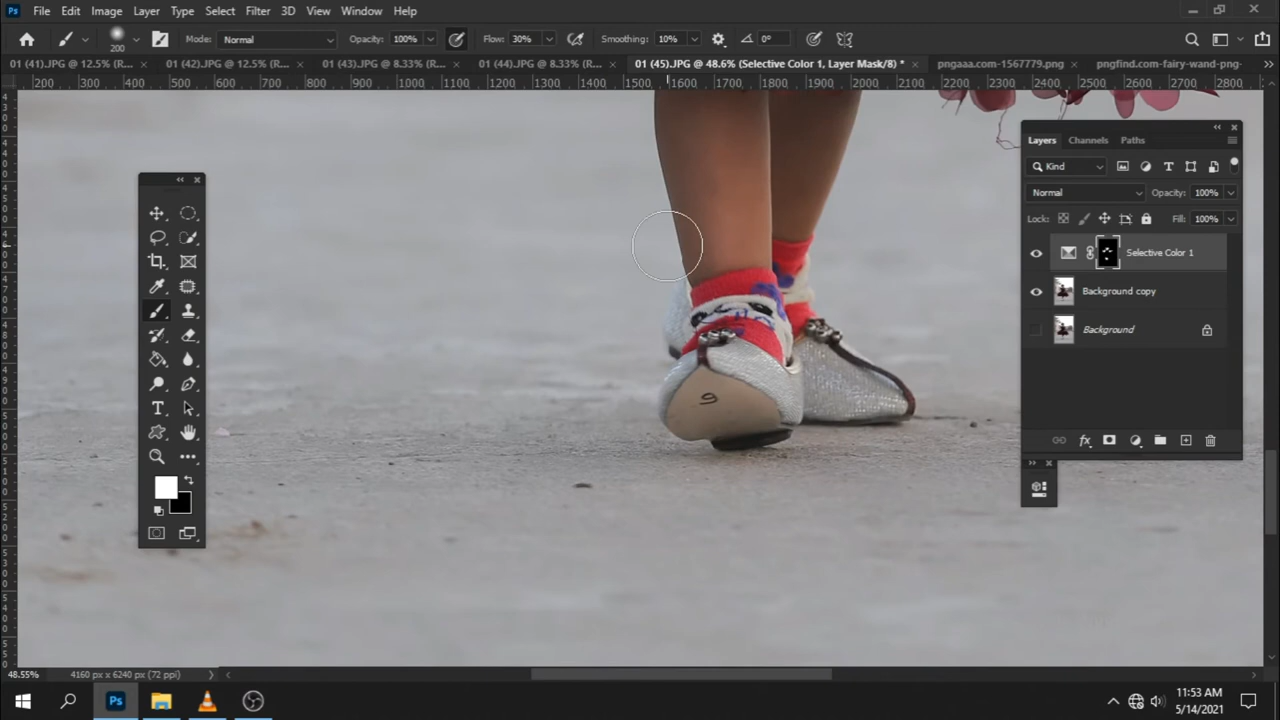 Ps File Edit Image Layer Type Select Filter 3D View Window Help
200 Mode: Normal Opacity: 100% Flow: 30% Smoothing: 10% 0°
01 (41).JPG @ 12.5% (R... × 01 (42).JPG @ 12.5% (R... × 01 (43).JPG @ 8.33% (R... × 01 (44).JPG @ 8.33% (R... × 01 (45).JPG @ 48.6% (Selective Color 1, Layer Mask/8) * × pngaaa.com-1567779.png × pngfind.com-fairy-wand-png-
200 300 400 500 600 700 800 900 1000 1100 1200 1300 1400 1500 1600 1700 1800 1900 2000 2100 2200 2300 2400 2500 2600 2700 2800
Layers Channels Paths
Kind
Normal Opacity: 100%
Lock: Fill: 100%
Selective Color 1
Background copy
Background
9
48.55% 4160 px x 6240 px (72 ppi)
Ps
11:53 AM
5/14/2021